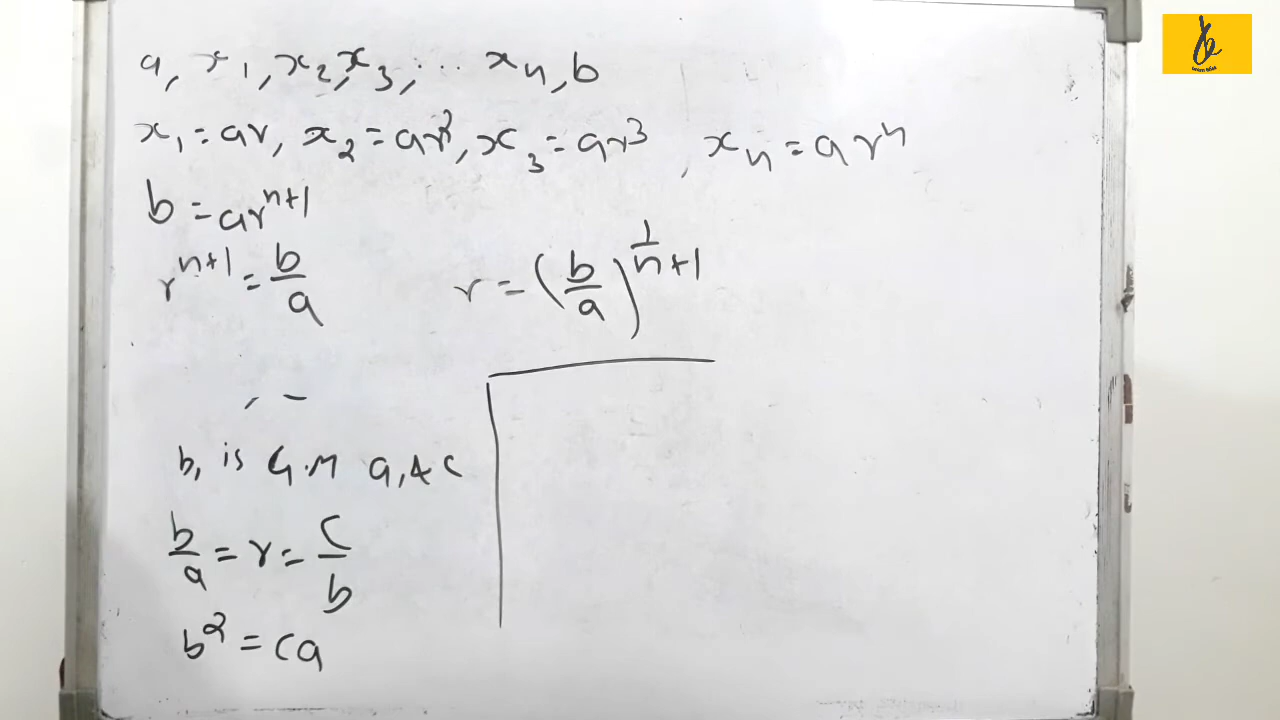 a, x₁, x₂, x₃, ... xₙ, b
x₁ = ar, x₂ = ar², x₃ = ar³, xₙ = arⁿ
b = arⁿ⁺¹
rⁿ⁺¹ = b/a r = (b/a)^(1/n+1)
b, is G.M a, & c
b/a = r = c/b
b² = ca